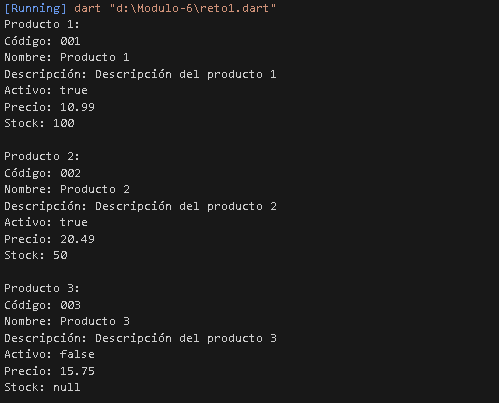 [Running] dart "d:\Modulo-6\reto1.dart"
Producto 1:
Código: 001
Nombre: Producto 1
Descripción: Descripción del producto 1
Activo: true
Precio: 10.99
Stock: 100
Producto 2:
Código: 002
Nombre: Producto 2
Descripción: Descripción del producto 2
Activo: true
Precio: 20.49
Stock: 50
Producto 3:
Código: 003
Nombre: Producto 3
Descripción: Descripción del producto 3
Activo: false
Precio: 15.75
Stock: null